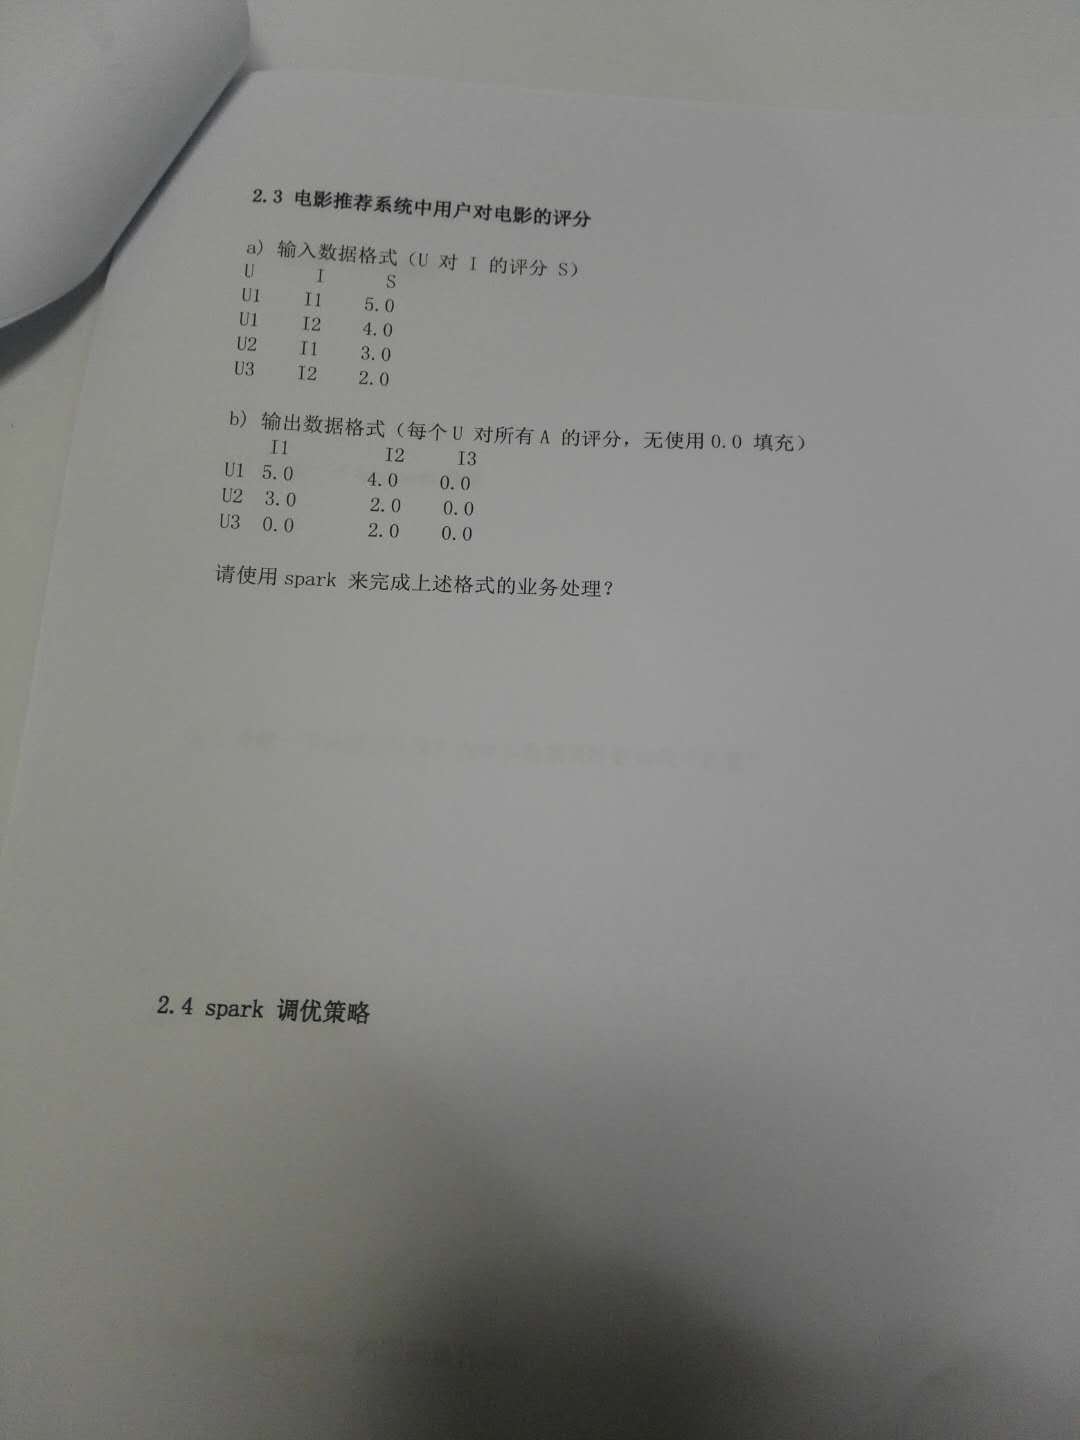 2.3 电影推荐系统中用户对电影的评分
a) 输入数据格式（U 对 I 的评分 S）
U I S
U1 I1 5.0
U1 I2 4.0
U2 I1 3.0
U3 I2 2.0
b) 输出数据格式（每个 U 对所有 A 的评分，无使用 0.0 填充）
I1 I2 I3
U1 5.0 4.0 0.0
U2 3.0 2.0 0.0
U3 0.0 2.0 0.0
请使用 spark 来完成上述格式的业务处理？
2.4 spark 调优策略